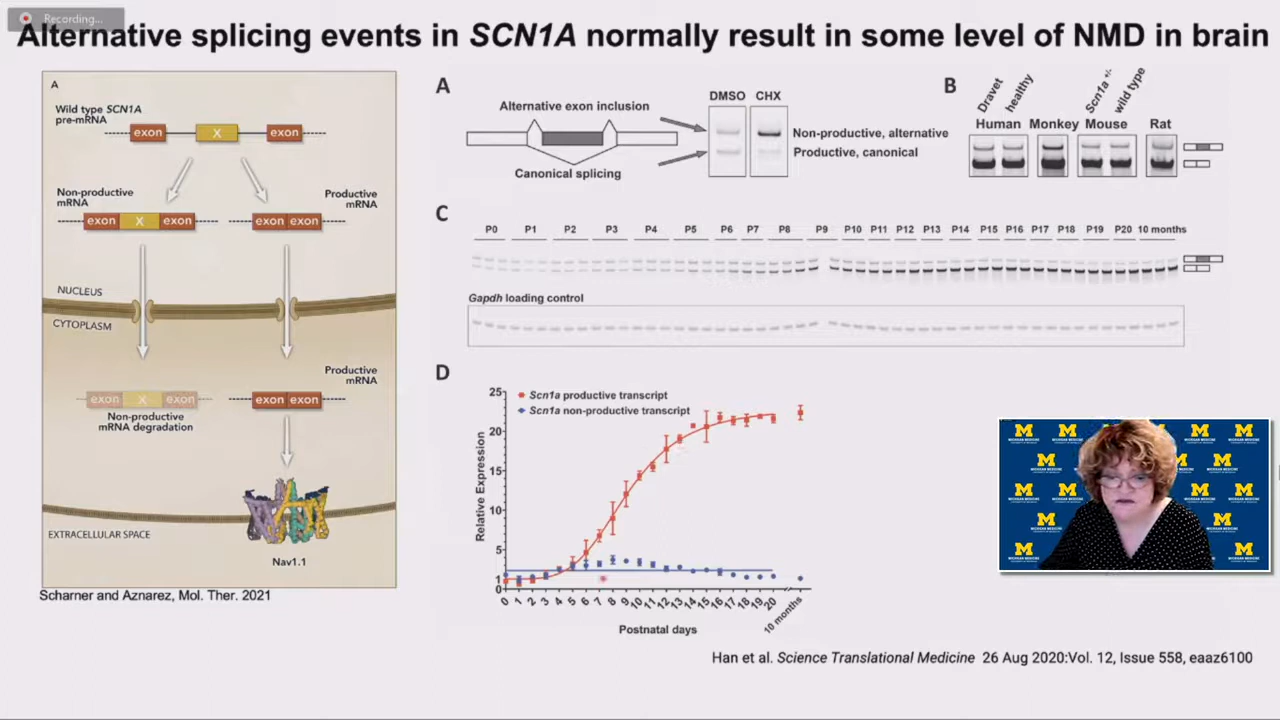 Recording...
Alternative splicing events in SCN1A normally result in some level of NMD in brain
A
Wild type SCN1A
pre-mRNA
exon X exon
Non-productive
mRNA
Productive
mRNA
exon X exon
exon exon
NUCLEUS
CYTOPLASM
Productive
mRNA
exon X exon
exon exon
Non-productive
mRNA degradation
EXTRACELLULAR SPACE
Nav1.1
Scharner and Aznarez, Mol. Ther. 2021
A
DMSO CHX
Alternative exon inclusion
Non-productive, alternative
Productive, canonical
Canonical splicing
B
Dravet healthy Scn1a +/- wild type
Human Monkey Mouse Rat
C
P0 P1 P2 P3 P4 P5 P6 P7 P8 P9 P10 P11 P12 P13 P14 P15 P16 P17 P18 P19 P20 10 months
Gapdh loading control
D
Scn1a productive transcript
Scn1a non-productive transcript
Relative Expression
25
20
15
10
5
1
0
0 1 2 3 4 5 6 7 8 9 10 11 12 13 14 15 16 17 18 19 20 10 months
Postnatal days
M M M M M
MICHIGAN MEDICINE
Han et al. Science Translational Medicine 26 Aug 2020:Vol. 12, Issue 558, eaaz6100